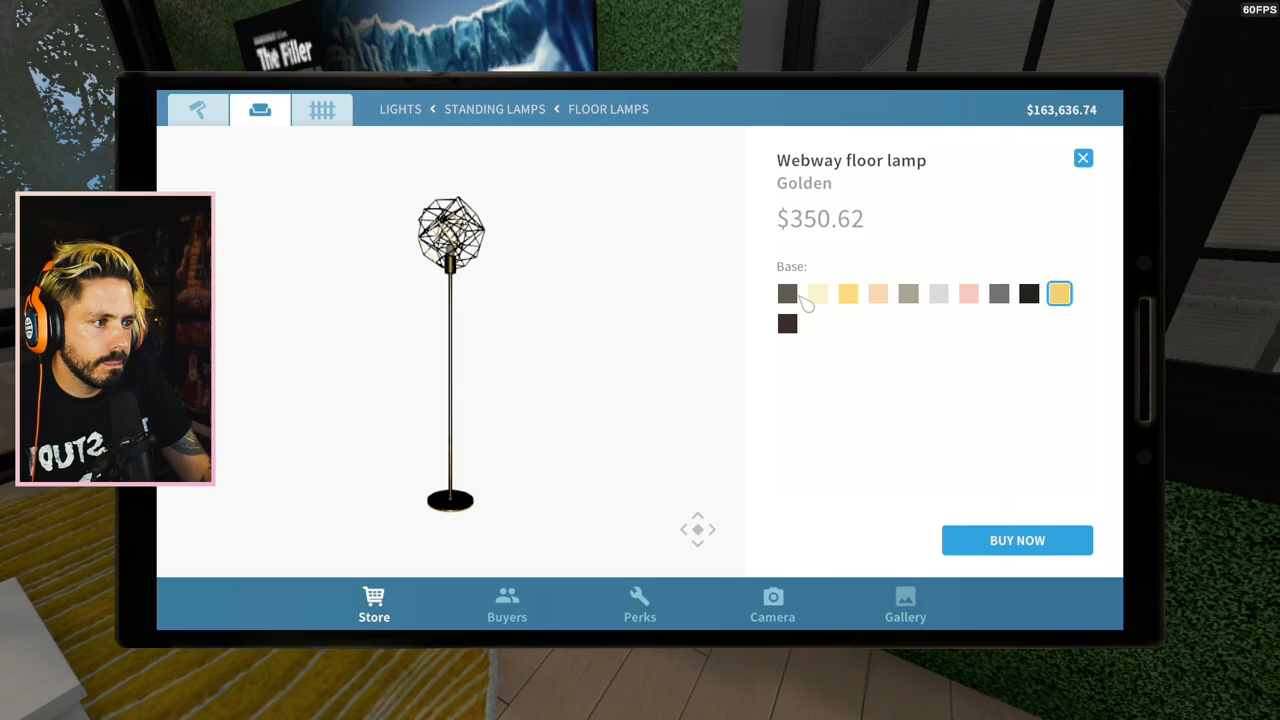 60FPS
The Filler
LIGHTS < STANDING LAMPS < FLOOR LAMPS
$163,636.74
Webway floor lamp
Golden
$350.62
Base:
BUY NOW
Store
Buyers
Perks
Camera
Gallery